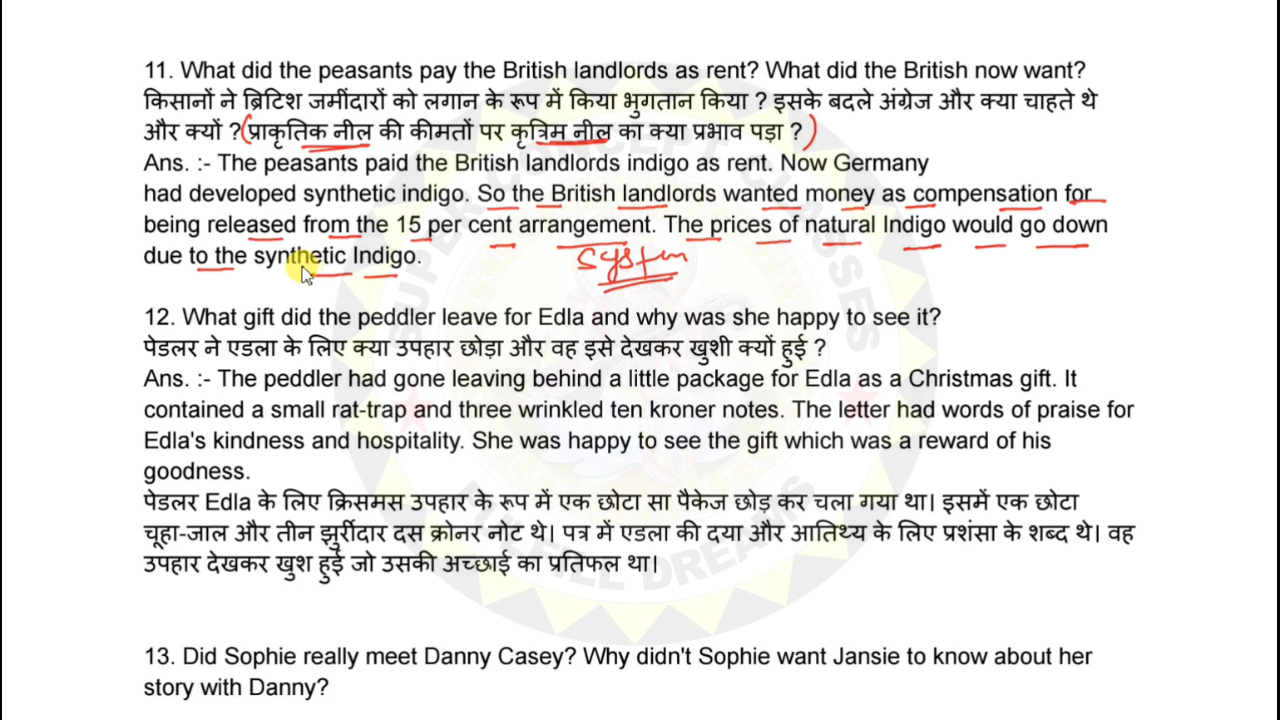 11. What did the peasants pay the British landlords as rent? What did the British now want?
किसानों ने ब्रिटिश जमींदारों को लगान के रूप में किया भुगतान किया ? इसके बदले अंग्रेज और क्या चाहते थे
और क्यों ?(प्राकृतिक नील की कीमतों पर कृत्रिम नील का क्या प्रभाव पड़ा ?)
Ans. :- The peasants paid the British landlords indigo as rent. Now Germany
had developed synthetic indigo. So the British landlords wanted money as compensation for
being released from the 15 per cent arrangement. The prices of natural Indigo would go down
due to the synthetic Indigo.
System
12. What gift did the peddler leave for Edla and why was she happy to see it?
पेडलर ने एडला के लिए क्या उपहार छोड़ा और वह इसे देखकर खुशी क्यों हुई ?
Ans. :- The peddler had gone leaving behind a little package for Edla as a Christmas gift. It
contained a small rat-trap and three wrinkled ten kroner notes. The letter had words of praise for
Edla's kindness and hospitality. She was happy to see the gift which was a reward of his
goodness.
पेडलर Edla के लिए क्रिसमस उपहार के रूप में एक छोटा सा पैकेज छोड़ कर चला गया था। इसमें एक छोटा
चूहा-जाल और तीन झुर्रीदार दस क्रोनर नोट थे। पत्र में एडला की दया और आतिथ्य के लिए प्रशंसा के शब्द थे। वह
उपहार देखकर खुश हुई जो उसकी अच्छाई का प्रतिफल था।
13. Did Sophie really meet Danny Casey? Why didn't Sophie want Jansie to know about her
story with Danny?
SUPER CONCEPT CLASSES
FULFILL DREAMS